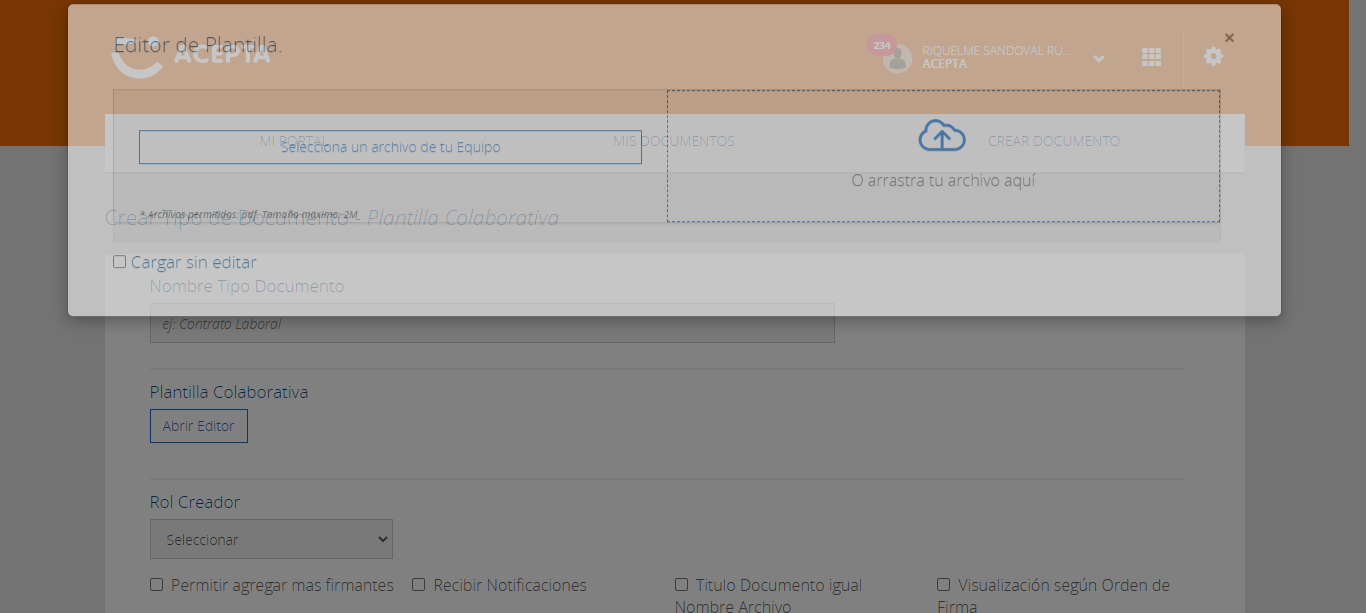 Editor de Plantilla.
×
ACEPTA
234
RIQUELME SANDOVAL RU...
ACEPTA
MI PORTAL
MIS DOCUMENTOS
CREAR DOCUMENTO
Selecciona un archivo de tu Equipo
O arrastra tu archivo aquí
* Archivos permitidos: pdf. Tamaño máximo: 2M
Crear Tipo de Documento - Plantilla Colaborativa
Cargar sin editar
Nombre Tipo Documento
ej: Contrato Laboral
Plantilla Colaborativa
Abrir Editor
Rol Creador
Seleccionar
Permitir agregar mas firmantes
Recibir Notificaciones
Titulo Documento igual
Nombre Archivo
Visualización según Orden de
Firma